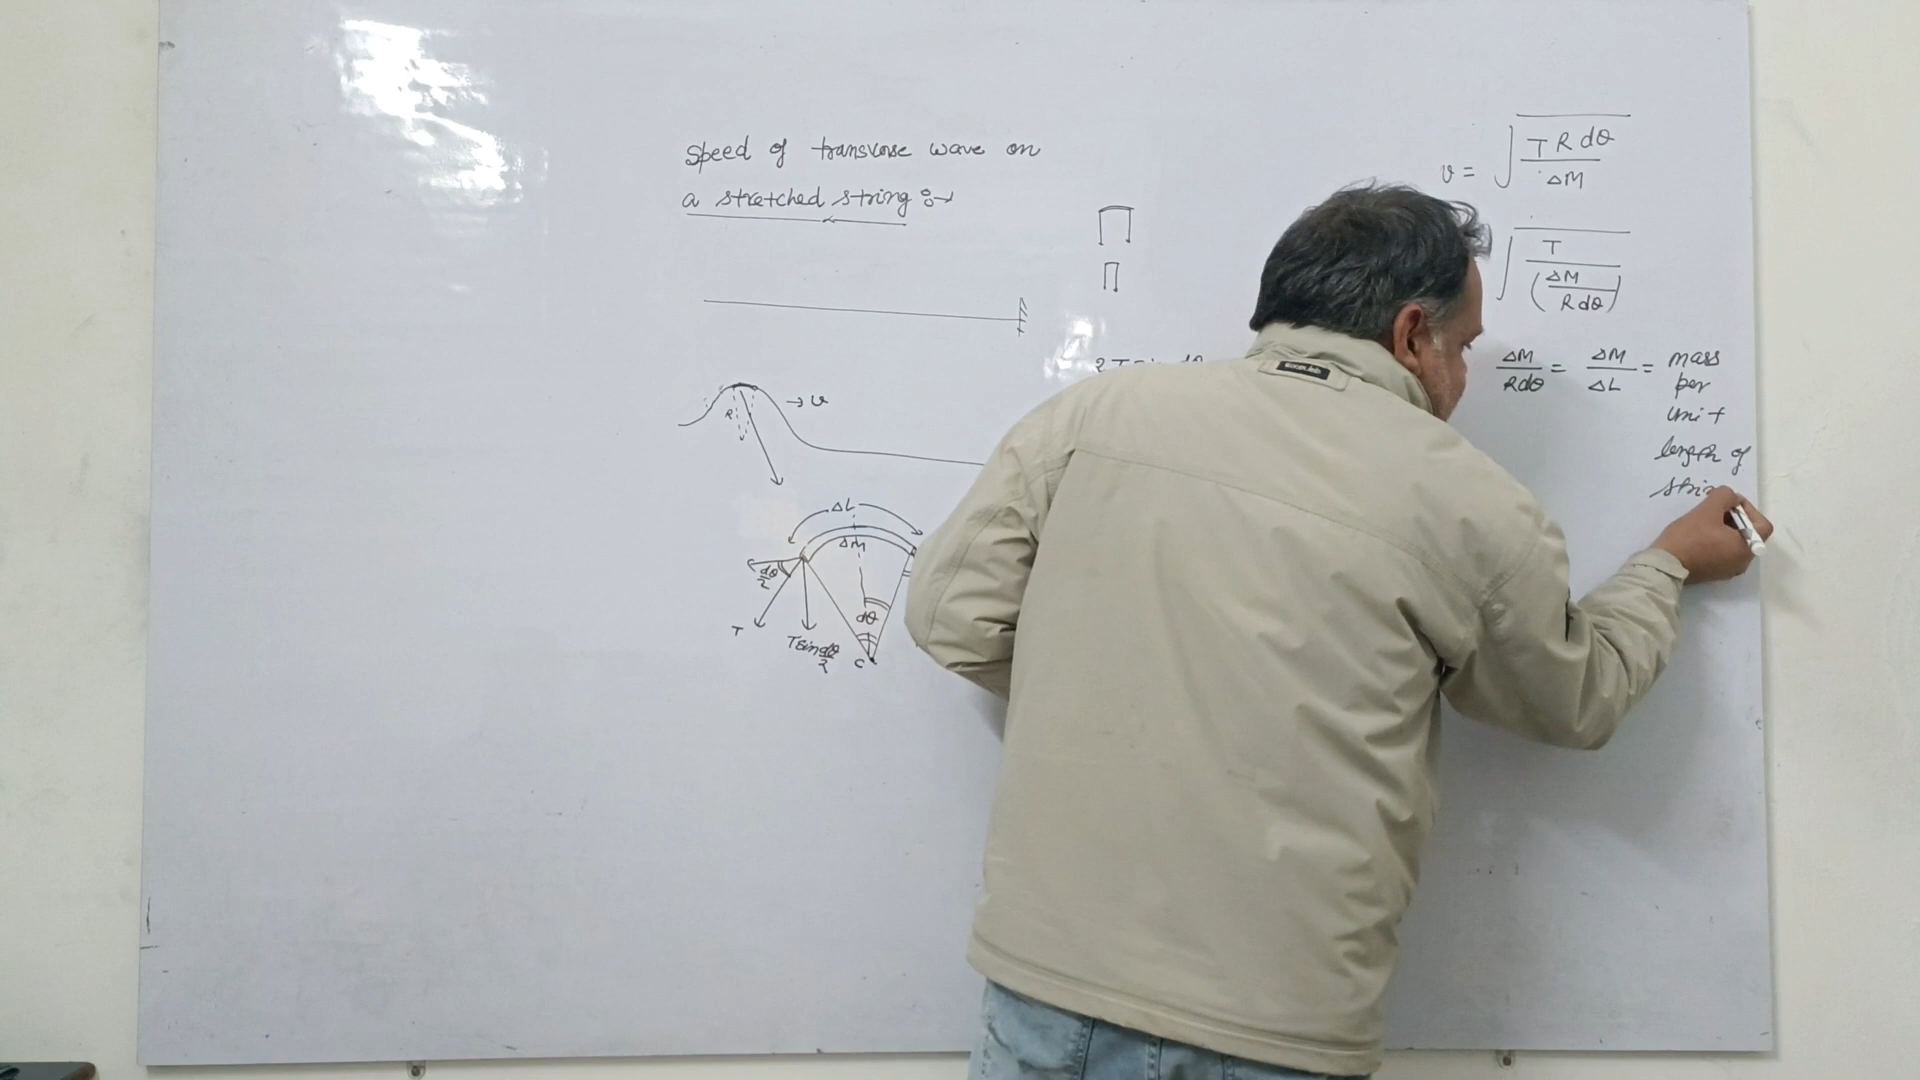 Speed of transverse wave on
a stretched string :→
→ v
R
ΔL
ΔM
dθ/2
T
T sin dθ/2
dθ
C
v = √(T R dθ / ΔM)
√(T / (ΔM / R dθ))
ΔM / Rdθ = ΔM / ΔL = mass
per
unit
length of